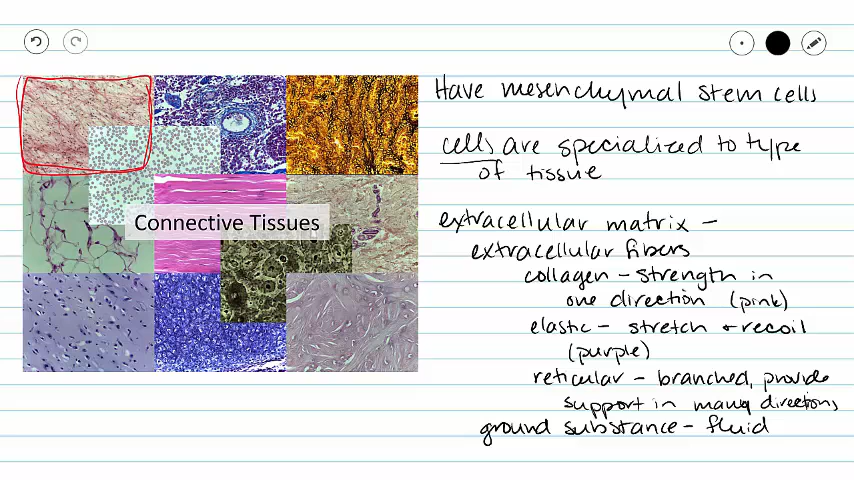 Have mesenchymal stem cells
cells are specialized to type
of tissue
Connective Tissues
extracellular matrix -
extracellular fibers
collagen - strength in
one direction (pink)
elastic - stretch + recoil
(purple)
reticular - branched, provide
support in many directions
ground substance - fluid